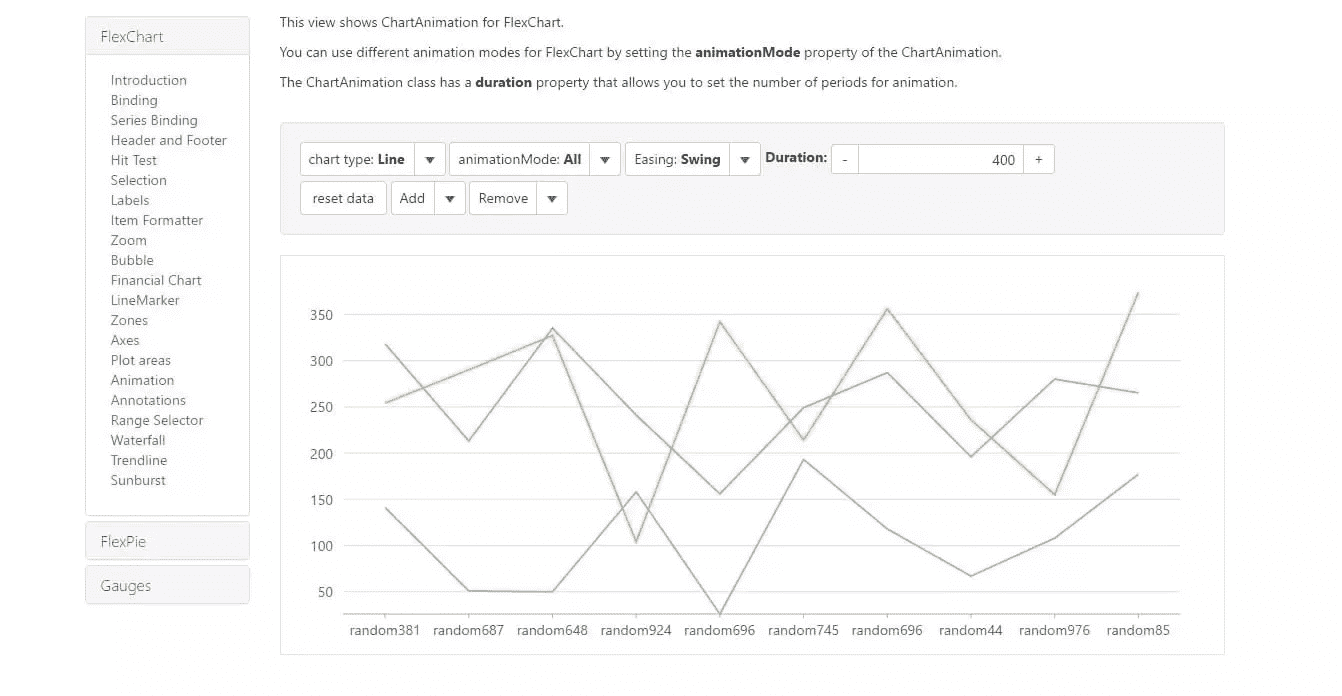 FlexChart
Introduction
Binding
Series Binding
Header and Footer
Hit Test
Selection
Labels
Item Formatter
Zoom
Bubble
Financial Chart
LineMarker
Zones
Axes
Plot areas
Animation
Annotations
Range Selector
Waterfall
Trendline
Sunburst
FlexPie
Gauges
This view shows ChartAnimation for FlexChart.
You can use different animation modes for FlexChart by setting the animationMode property of the ChartAnimation.
The ChartAnimation class has a duration property that allows you to set the number of periods for animation.
chart type: Line animationMode: All Easing: Swing Duration: - 400 +
reset data Add Remove
350
300
250
200
150
100
50
random381 random687 random648 random924 random696 random745 random696 random44 random976 random85